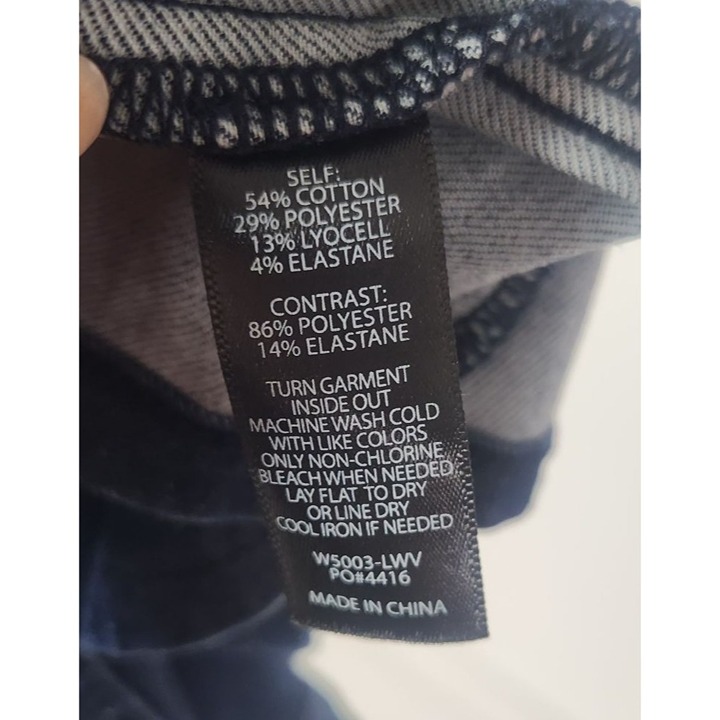 SELF:
54% COTTON
29% POLYESTER
13% LYOCELL
4% ELASTANE
CONTRAST:
86% POLYESTER
14% ELASTANE
TURN GARMENT
INSIDE OUT
MACHINE WASH COLD
WITH LIKE COLORS
ONLY NON-CHLORINE
BLEACH WHEN NEEDED
LAY FLAT TO DRY
OR LINE DRY
COOL IRON IF NEEDED
W5003-LWV
PO#4416
MADE IN CHINA